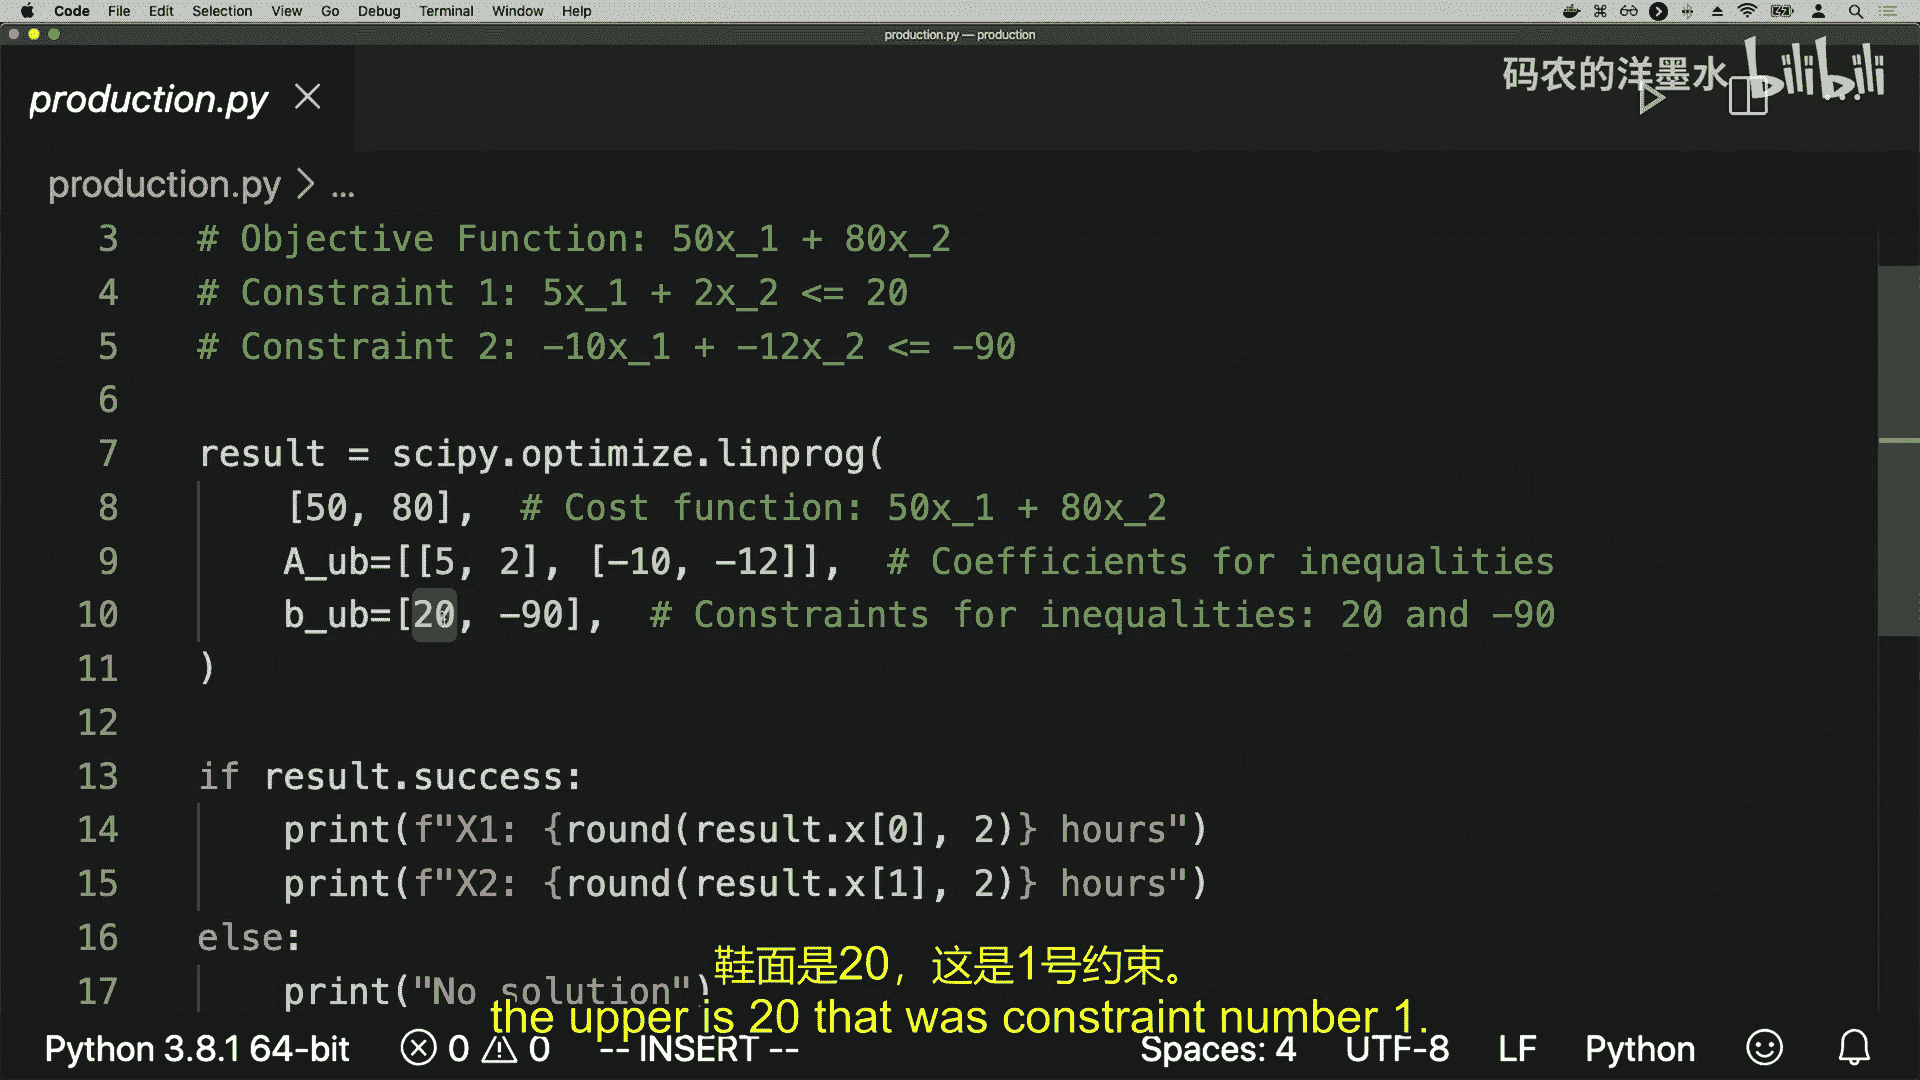 Code File Edit Selection View Go Debug Terminal Window Help
production.py — production
production.py
码农的洋墨水 bilibili
production.py > ...
3 # Objective Function: 50x_1 + 80x_2
4 # Constraint 1: 5x_1 + 2x_2 <= 20
5 # Constraint 2: -10x_1 + -12x_2 <= -90
6
7 result = scipy.optimize.linprog(
8 [50, 80], # Cost function: 50x_1 + 80x_2
9 A_ub=[[5, 2], [-10, -12]], # Coefficients for inequalities
10 b_ub=[20, -90], # Constraints for inequalities: 20 and -90
11 )
12
13 if result.success:
14 print(f"X1: {round(result.x[0], 2)} hours")
15 print(f"X2: {round(result.x[1], 2)} hours")
16 else:
17 print("No solution")
鞋面是20，这是1号约束。
the upper is 20 that was constraint number 1.
Python 3.8.1 64-bit 0 0 -- INSERT -- Spaces: 4 UTF-8 LF Python